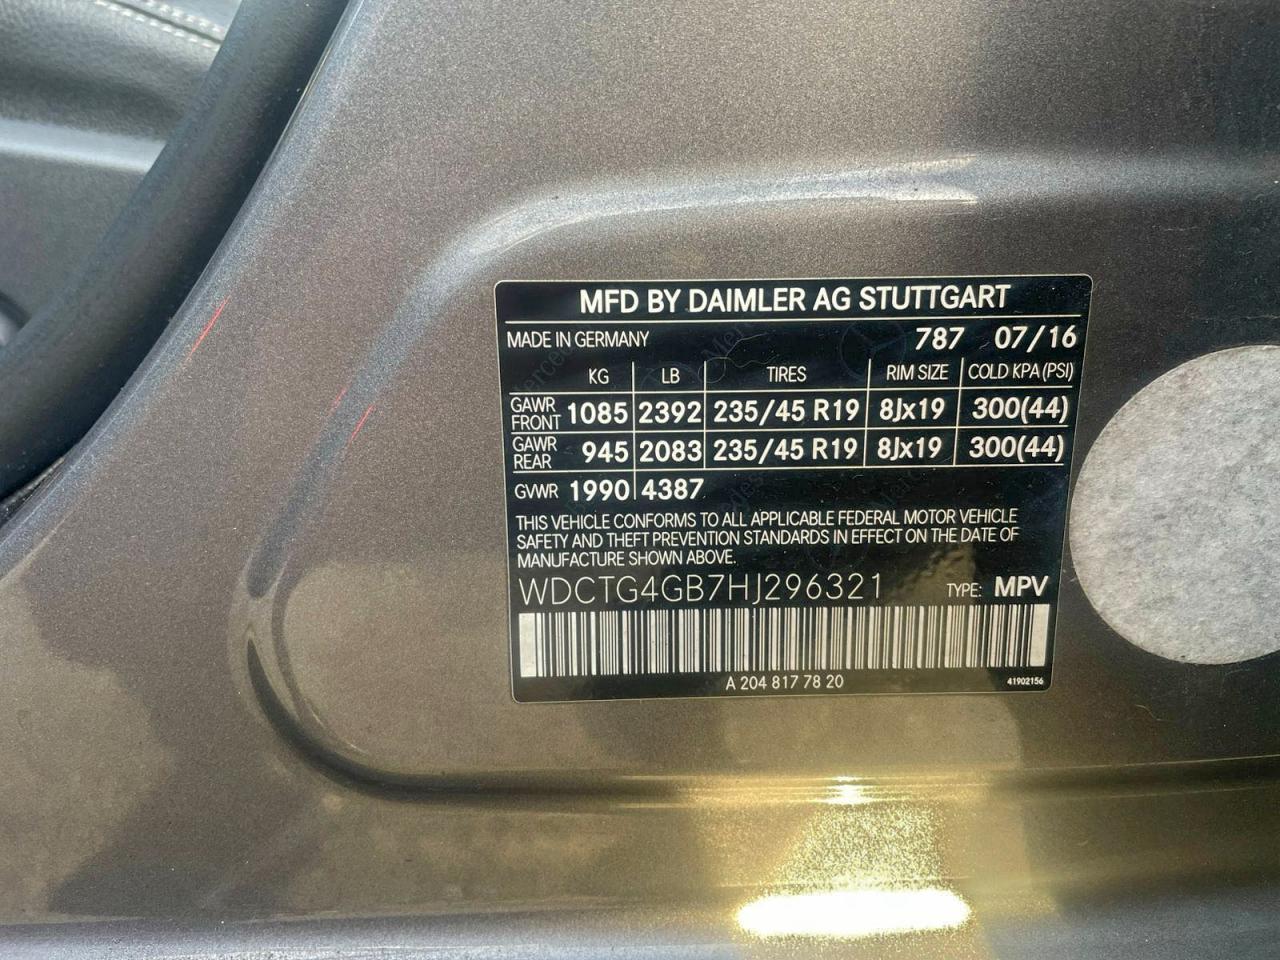 MFD BY DAIMLER AG STUTTGART
MADE IN GERMANY 787 07/16
KG LB TIRES RIM SIZE COLD KPA (PSI)
GAWR FRONT 1085 2392 235/45 R19 8Jx19 300(44)
GAWR REAR 945 2083 235/45 R19 8Jx19 300(44)
GVWR 1990 4387
THIS VEHICLE CONFORMS TO ALL APPLICABLE FEDERAL MOTOR VEHICLE
SAFETY AND THEFT PREVENTION STANDARDS IN EFFECT ON THE DATE OF
MANUFACTURE SHOWN ABOVE.
WDCTG4GB7HJ296321 TYPE: MPV
A 204 817 78 20 41902156